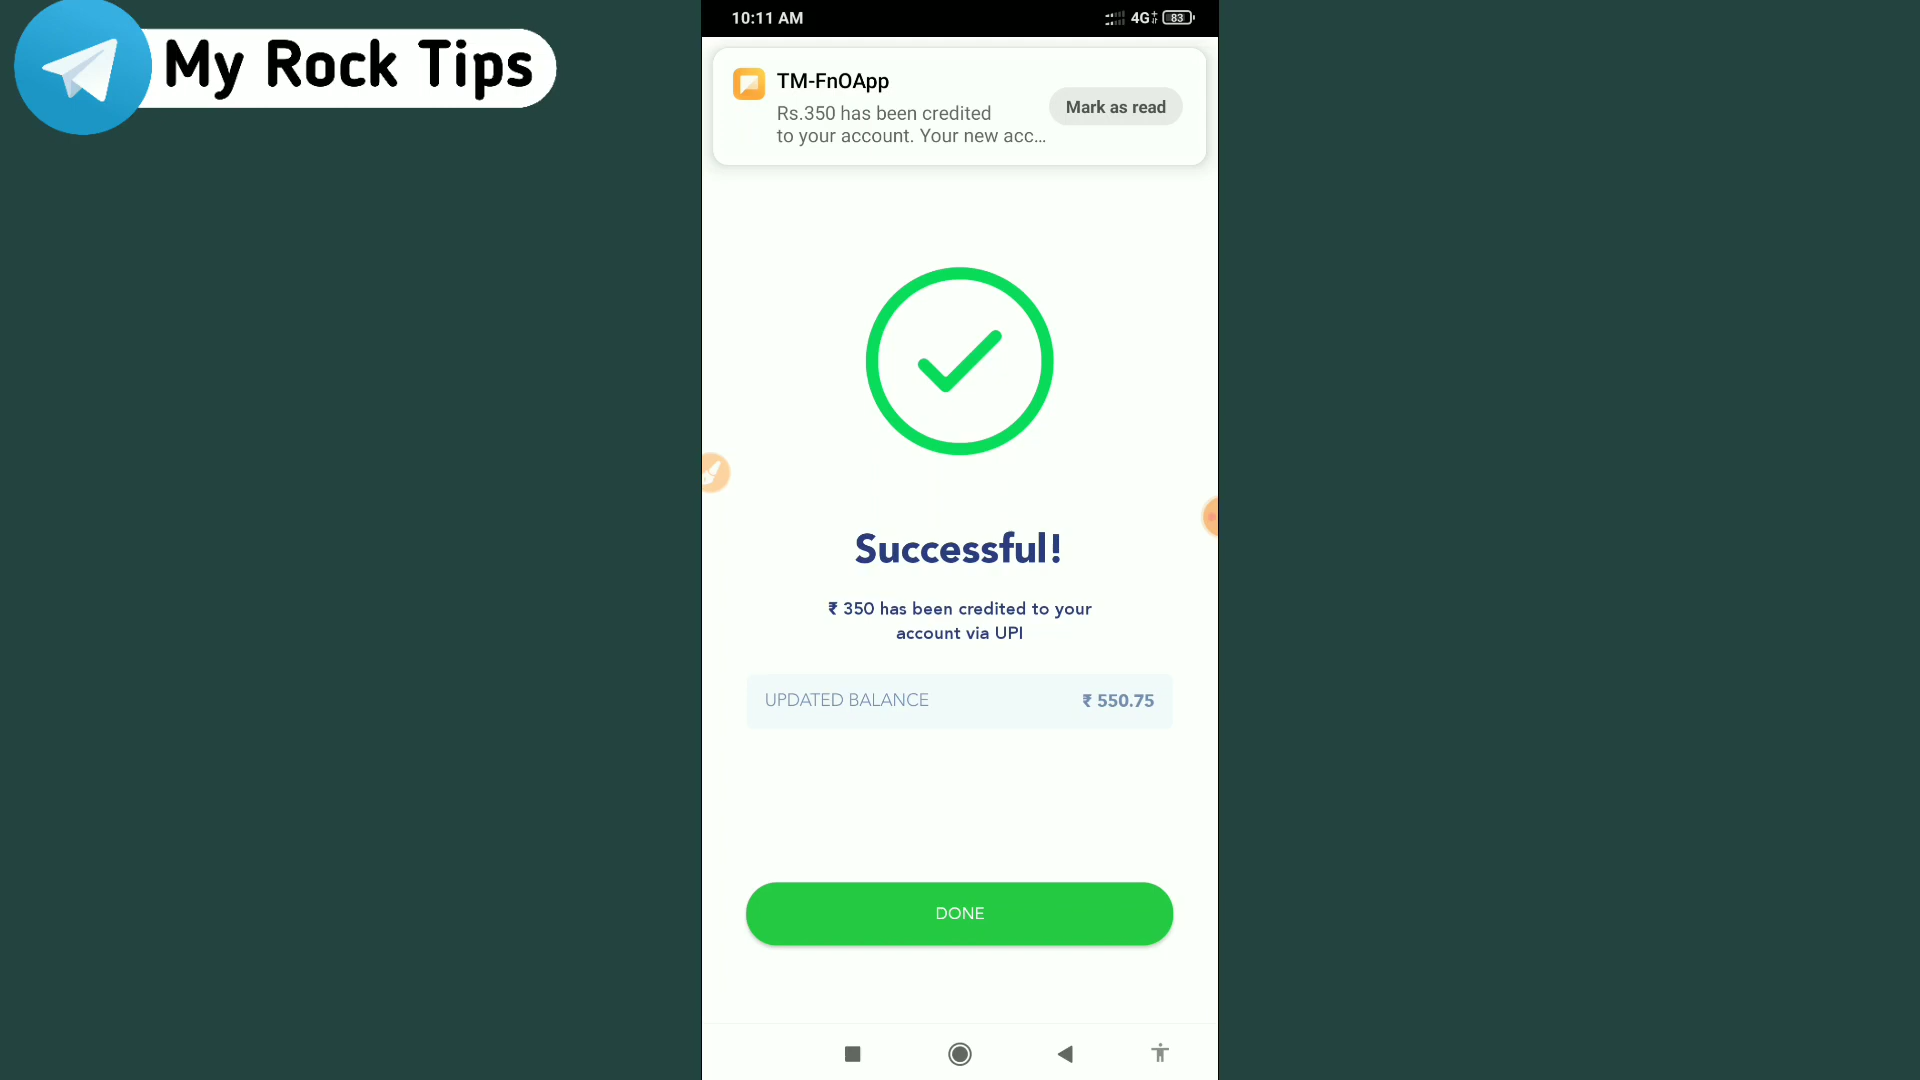 My Rock Tips
10:11 AM
4G+
83
TM-FnOApp
Rs.350 has been credited
to your account. Your new acc...
Mark as read
Successful!
₹ 350 has been credited to your
account via UPI
UPDATED BALANCE
₹ 550.75
DONE